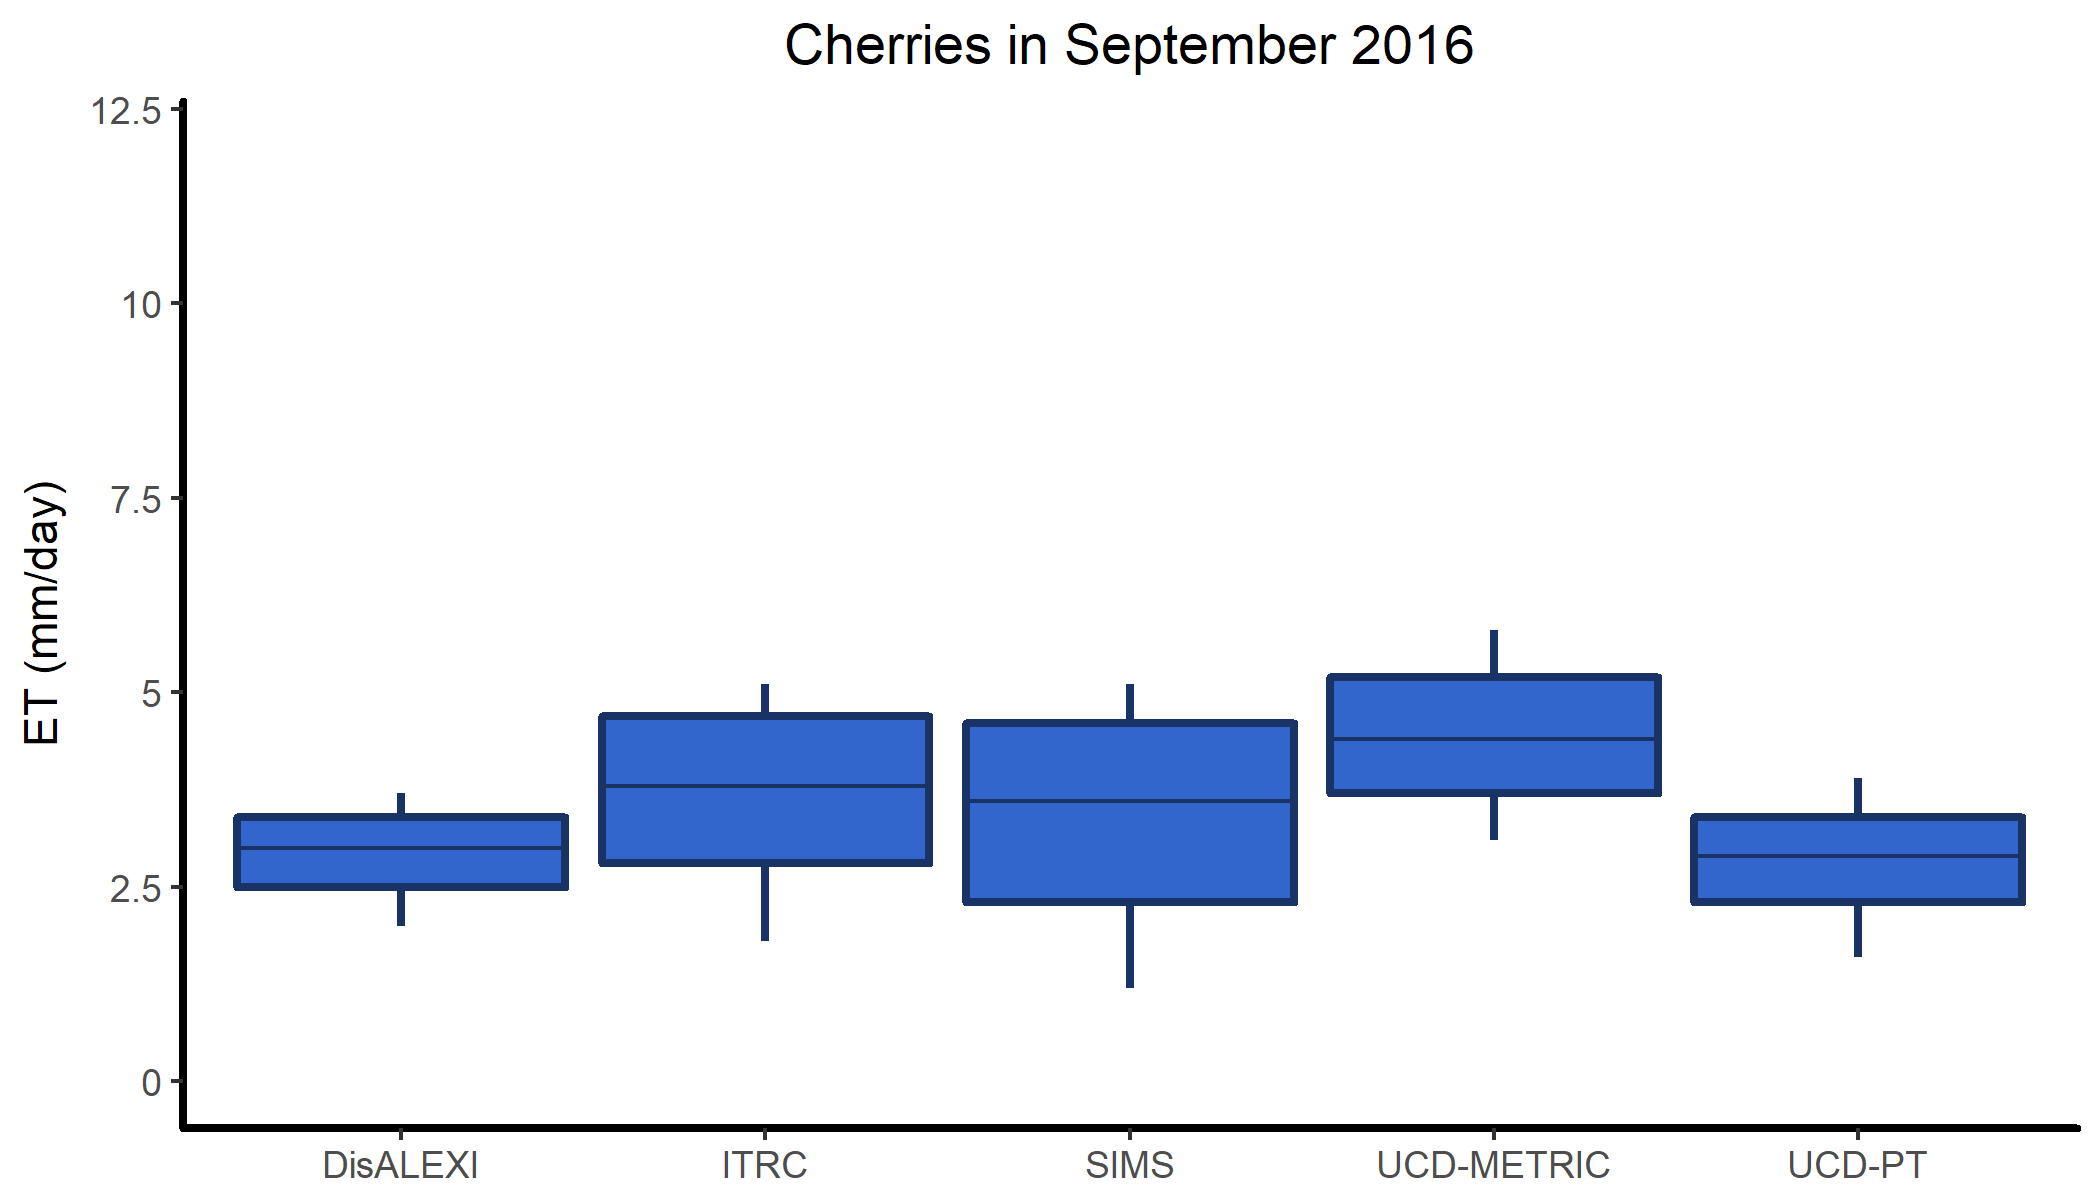 Cherries in September 2016
ET (mm/day)
12.5
10
7.5
5
2.5
0
DisALEXI
ITRC
SIMS
UCD-METRIC
UCD-PT